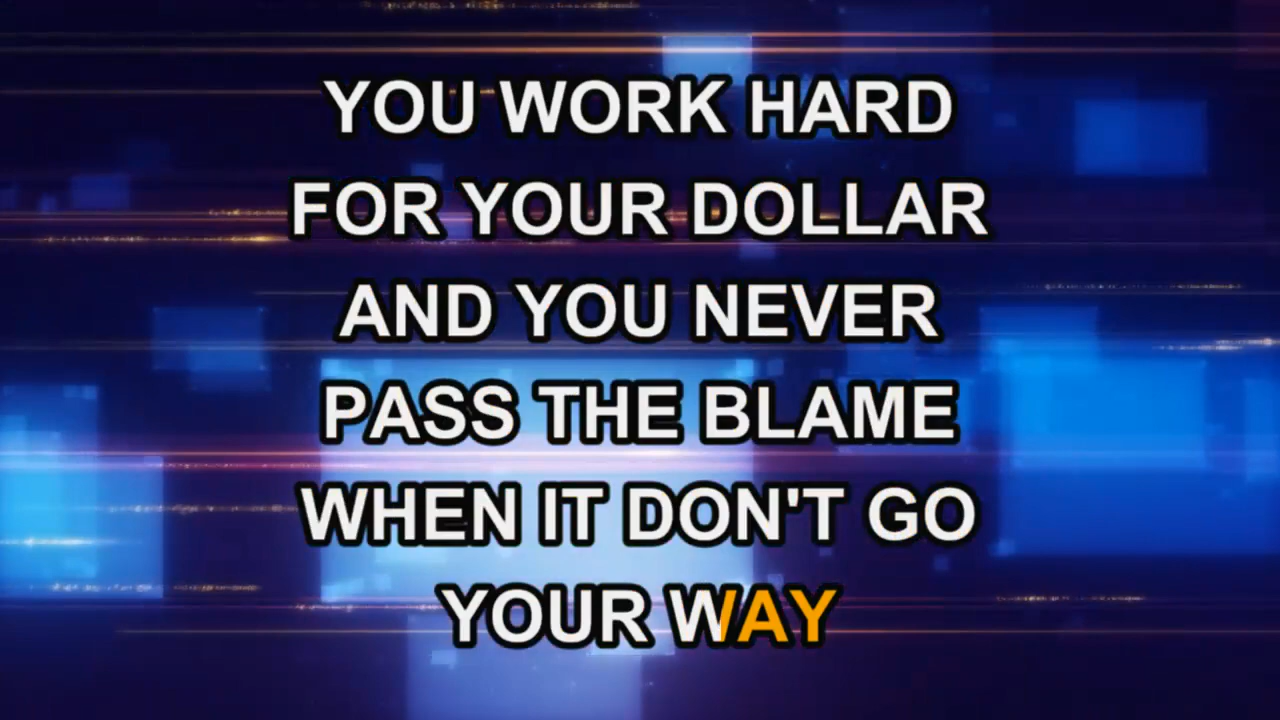 YOU WORK HARD
FOR YOUR DOLLAR
AND YOU NEVER
PASS THE BLAME
WHEN IT DON'T GO
YOUR WAY